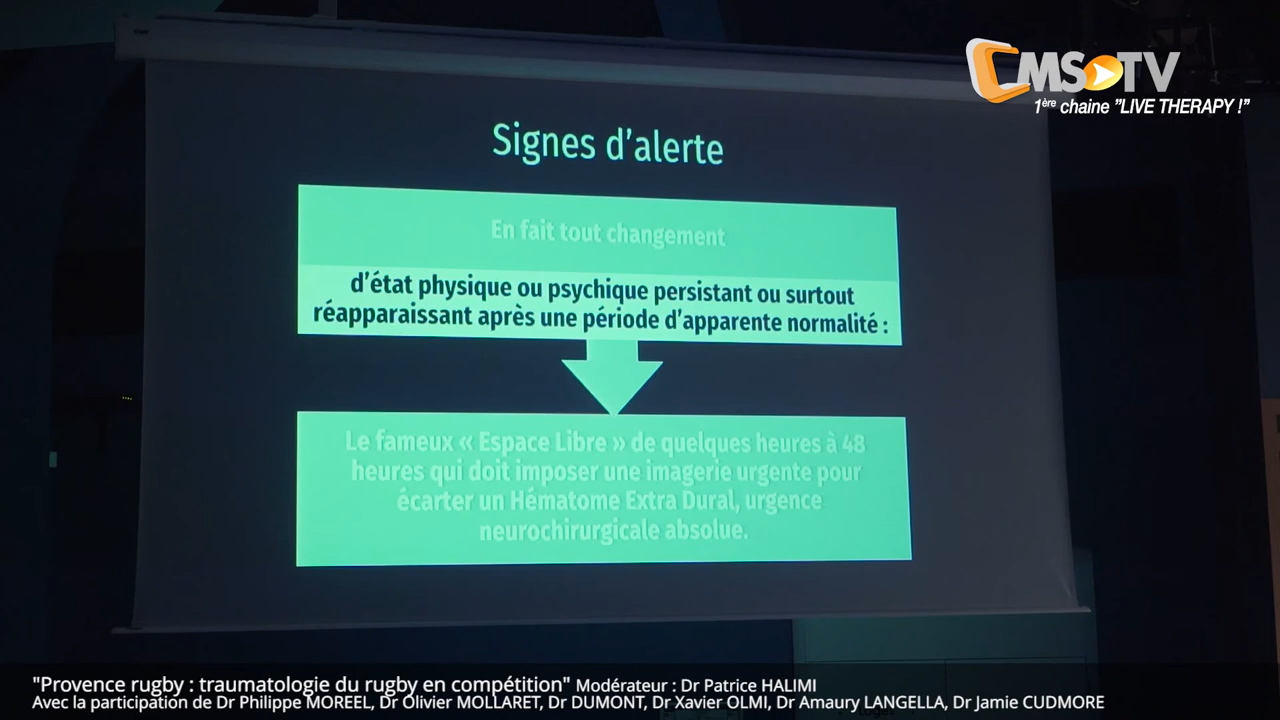 CMS TV
1ère chaine "LIVE THERAPY !"
Signes d'alerte
En fait tout changement
d'état physique ou psychique persistant ou surtout
réapparaissant après une période d'apparente normalité :
Le fameux « Espace Libre » de quelques heures à 48
heures qui doit imposer une imagerie urgente pour
écarter un Hématome Extra Dural, urgence
neurochirurgicale absolue.
"Provence rugby : traumatologie du rugby en compétition" Modérateur : Dr Patrice HALIMI
Avec la participation de Dr Philippe MOREEL, Dr Olivier MOLLARET, Dr DUMONT, Dr Xavier OLMI, Dr Amaury LANGELLA, Dr Jamie CUDMORE